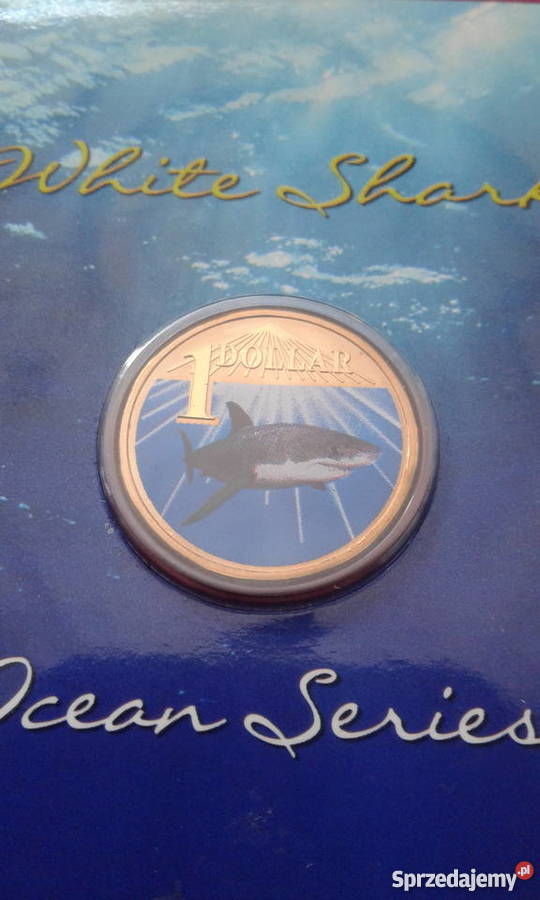 White Shark
1 DOLLAR
Ocean Series
Sprzedajemy.pl